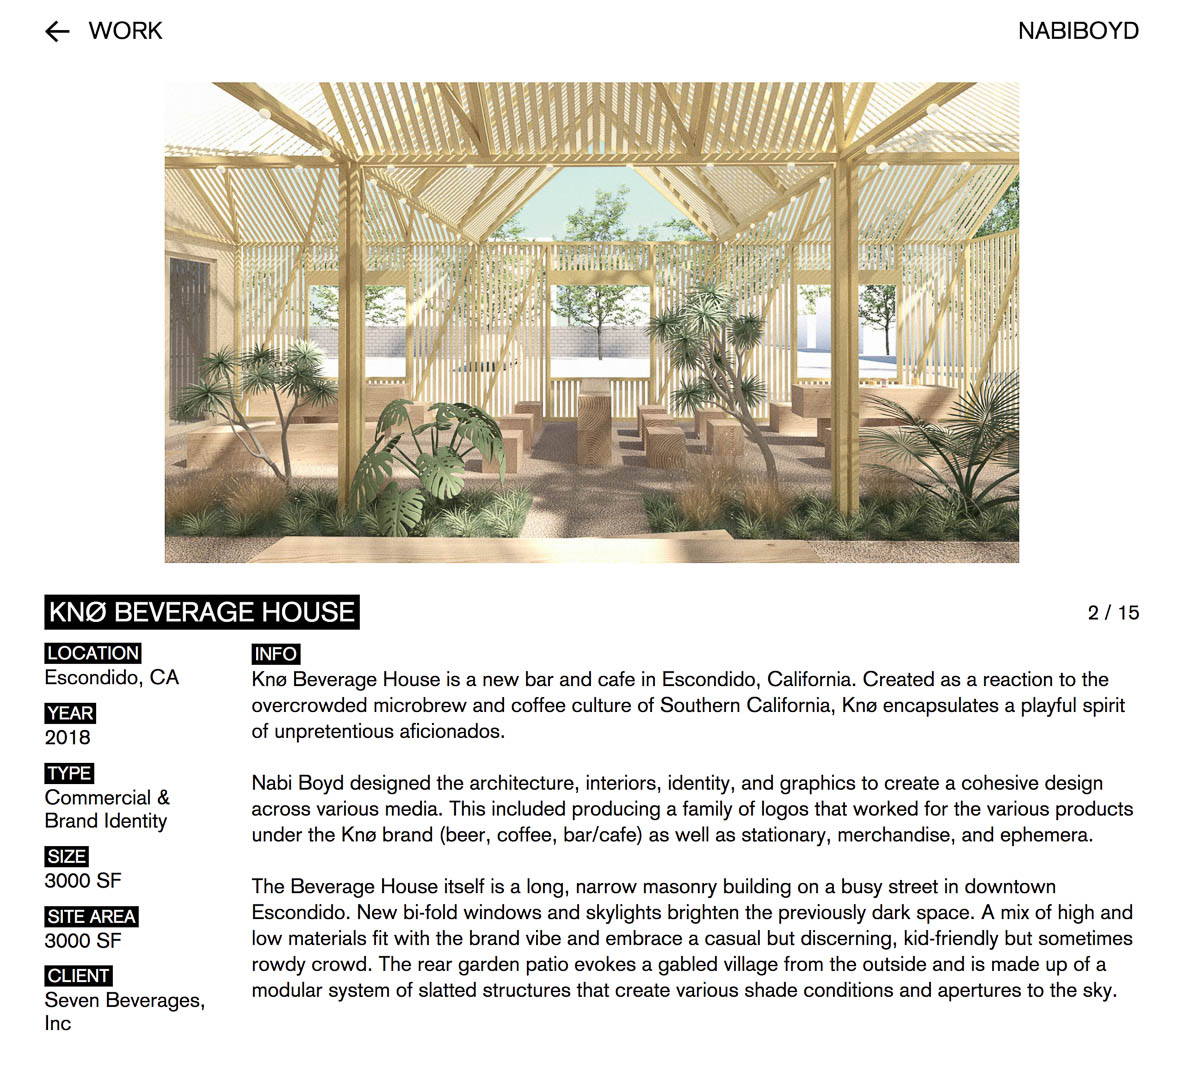 ← WORK
NABIBOYD
KNØ BEVERAGE HOUSE
2 / 15
LOCATION
Escondido, CA
YEAR
2018
TYPE
Commercial &
Brand Identity
SIZE
3000 SF
SITE AREA
3000 SF
CLIENT
Seven Beverages,
Inc
INFO
Knø Beverage House is a new bar and cafe in Escondido, California. Created as a reaction to the
overcrowded microbrew and coffee culture of Southern California, Knø encapsulates a playful spirit
of unpretentious aficionados.
Nabi Boyd designed the architecture, interiors, identity, and graphics to create a cohesive design
across various media. This included producing a family of logos that worked for the various products
under the Knø brand (beer, coffee, bar/cafe) as well as stationary, merchandise, and ephemera.
The Beverage House itself is a long, narrow masonry building on a busy street in downtown
Escondido. New bi-fold windows and skylights brighten the previously dark space. A mix of high and
low materials fit with the brand vibe and embrace a casual but discerning, kid-friendly but sometimes
rowdy crowd. The rear garden patio evokes a gabled village from the outside and is made up of a
modular system of slatted structures that create various shade conditions and apertures to the sky.